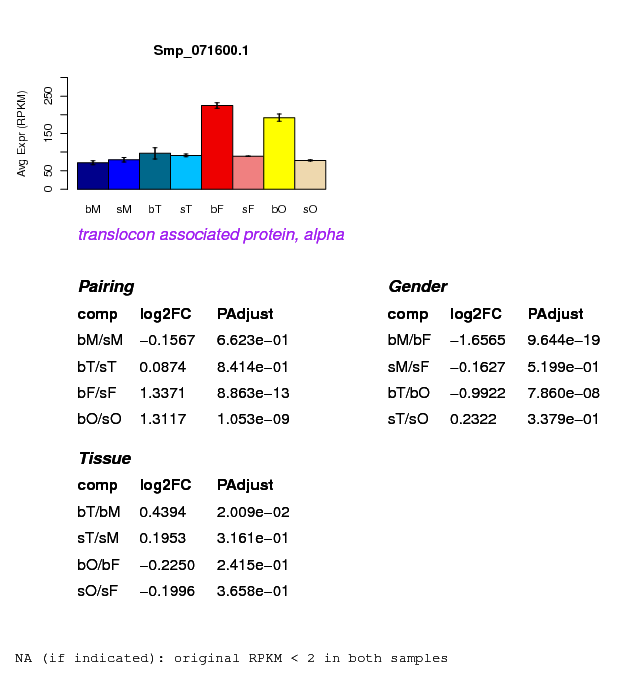 Smp_071600.1
Avg Expr (RPKM)
0 50 150 250
bM sM bT sT bF sF bO sO
translocon associated protein, alpha
Pairing
comp log2FC PAdjust
bM/sM −0.1567 6.623e−01
bT/sT 0.0874 8.414e−01
bF/sF 1.3371 8.863e−13
bO/sO 1.3117 1.053e−09
Gender
comp log2FC PAdjust
bM/bF −1.6565 9.644e−19
sM/sF −0.1627 5.199e−01
bT/bO −0.9922 7.860e−08
sT/sO 0.2322 3.379e−01
Tissue
comp log2FC PAdjust
bT/bM 0.4394 2.009e−02
sT/sM 0.1953 3.161e−01
bO/bF −0.2250 2.415e−01
sO/sF −0.1996 3.658e−01
NA (if indicated): original RPKM < 2 in both samples